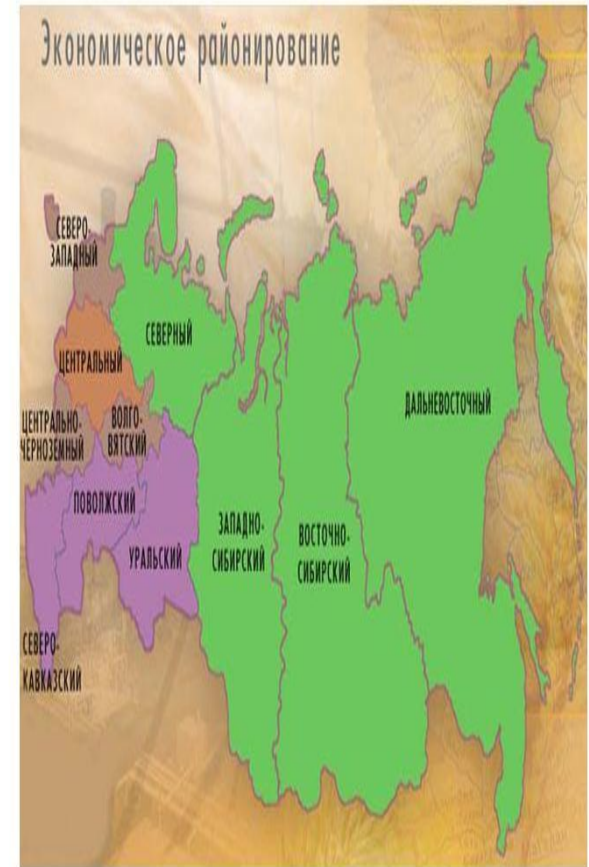 Экономическое районирование
СЕВЕРО-
ЗАПАДНЫЙ
СЕВЕРНЫЙ
ЦЕНТРАЛЬНЫЙ
ДАЛЬНЕВОСТОЧНЫЙ
ЦЕНТРАЛЬНО-
ЧЕРНОЗЕМНЫЙ
ВОЛГО-
ВЯТСКИЙ
ПОВОЛЖСКИЙ
УРАЛЬСКИЙ
ЗАПАДНО-
СИБИРСКИЙ
ВОСТОЧНО-
СИБИРСКИЙ
СЕВЕРО-
КАВКАЗСКИЙ